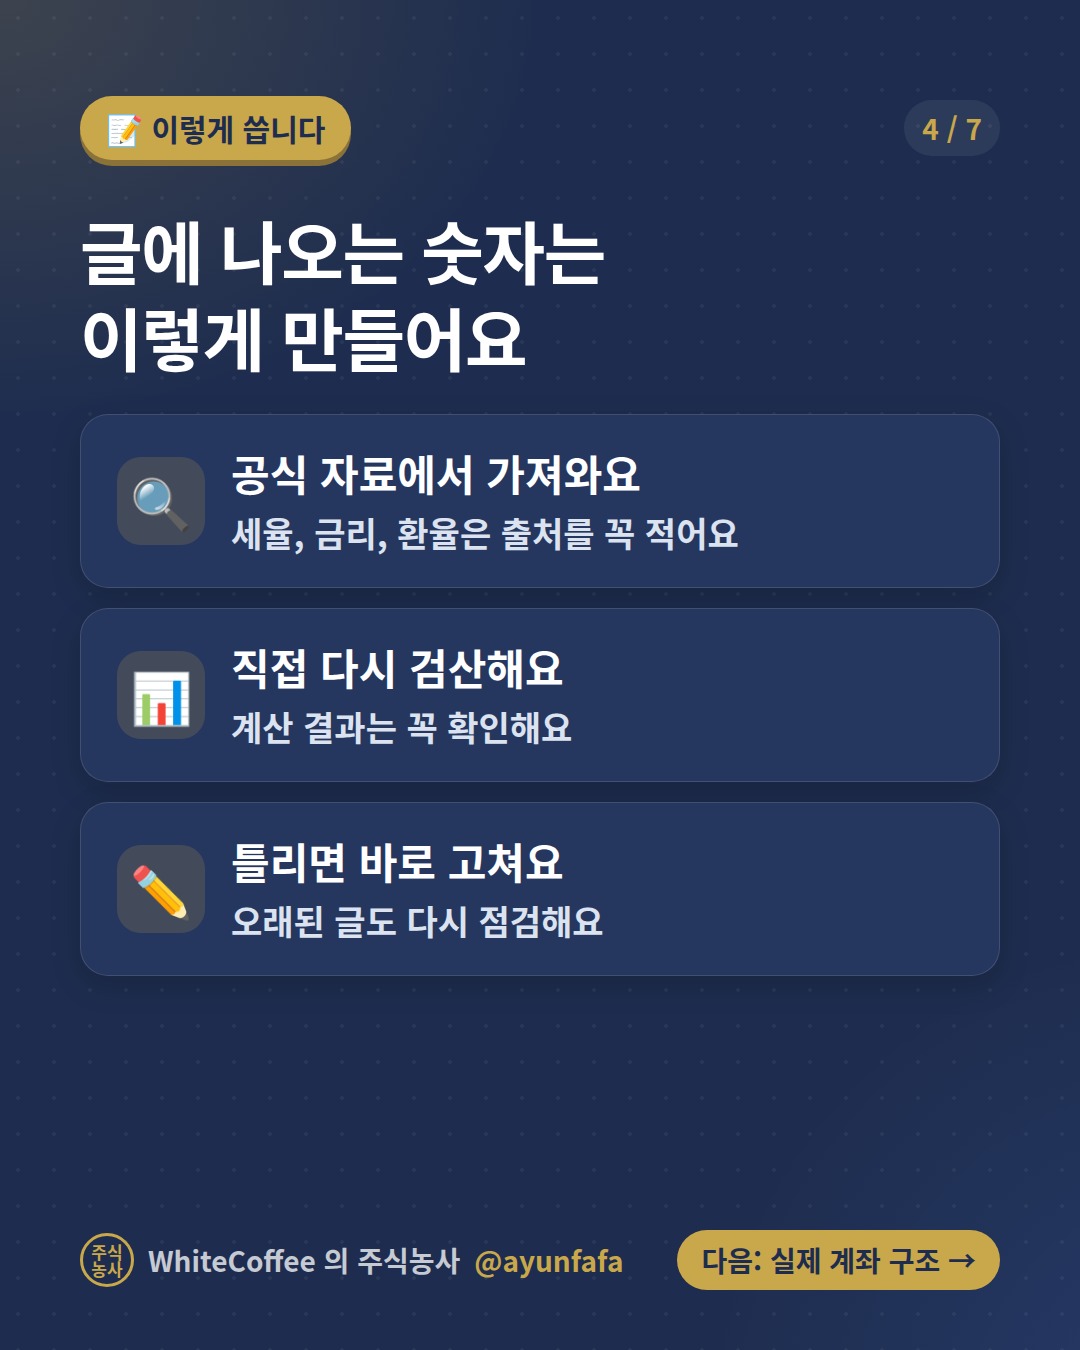 📝 이렇게 씁니다
4 / 7
글에 나오는 숫자는
이렇게 만들어요
공식 자료에서 가져와요
세율, 금리, 환율은 출처를 꼭 적어요
직접 다시 검산해요
계산 결과는 꼭 확인해요
틀리면 바로 고쳐요
오래된 글도 다시 점검해요
주식
농사
WhiteCoffee 의 주식농사 @ayunfafa
다음: 실제 계좌 구조 →